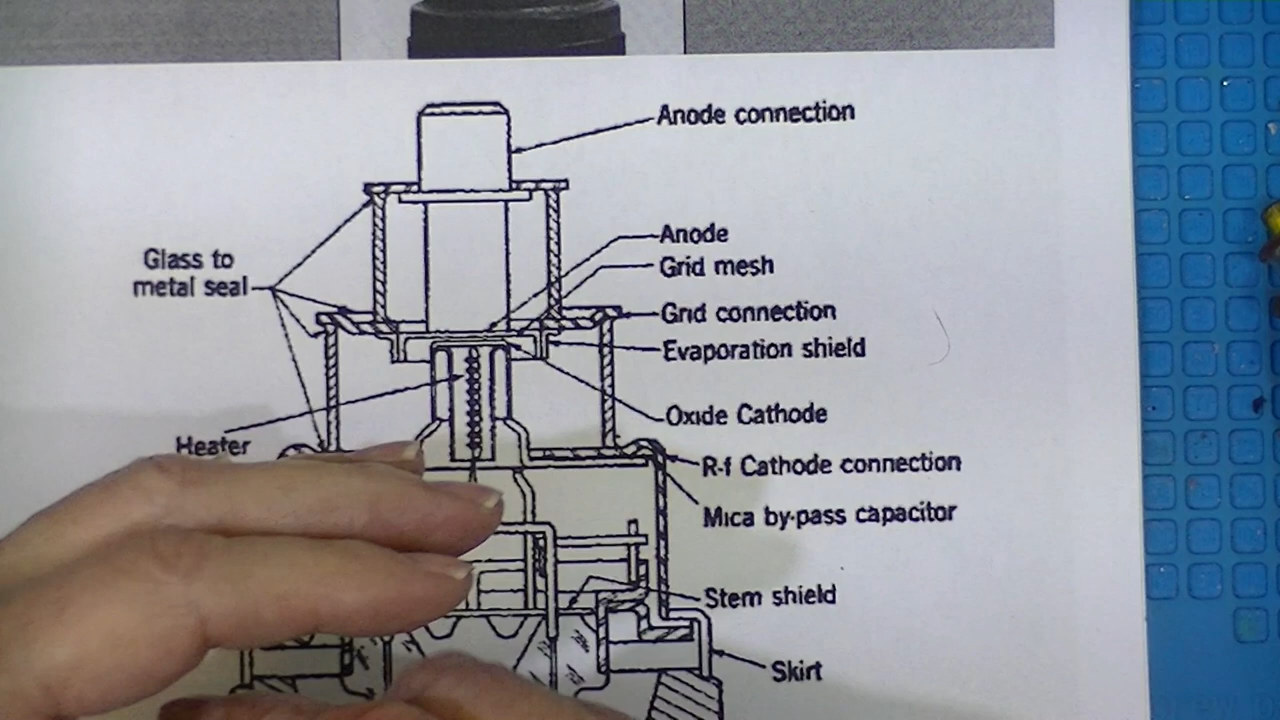 Anode connection
Anode
Grid mesh
Glass to
metal seal
Grid connection
Evaporation shield
Oxide Cathode
Heater
R-f Cathode connection
Mica by-pass capacitor
Stem shield
Skirt